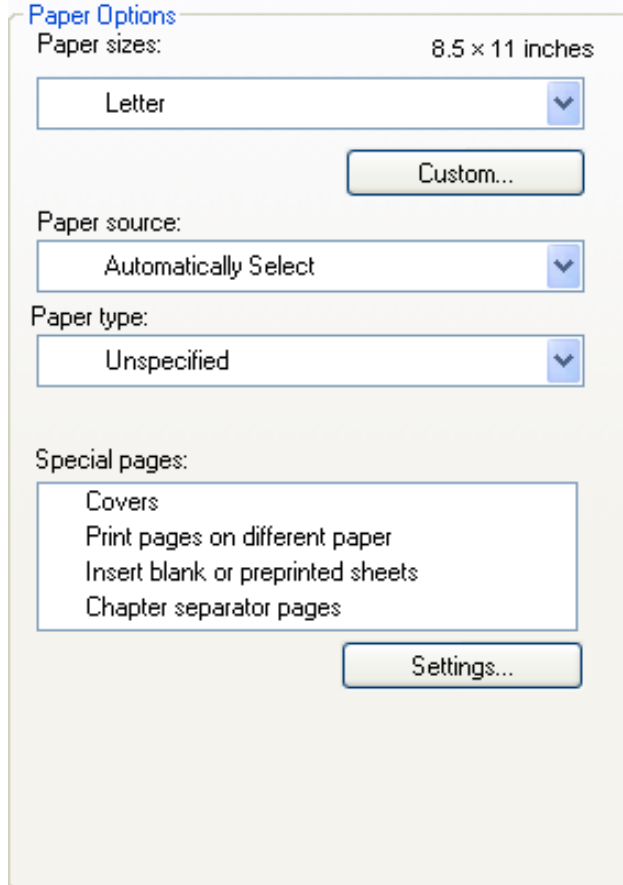 Paper Options
Paper sizes: 8.5 × 11 inches
Letter
Custom...
Paper source:
Automatically Select
Paper type:
Unspecified
Special pages:
Covers
Print pages on different paper
Insert blank or preprinted sheets
Chapter separator pages
Settings...